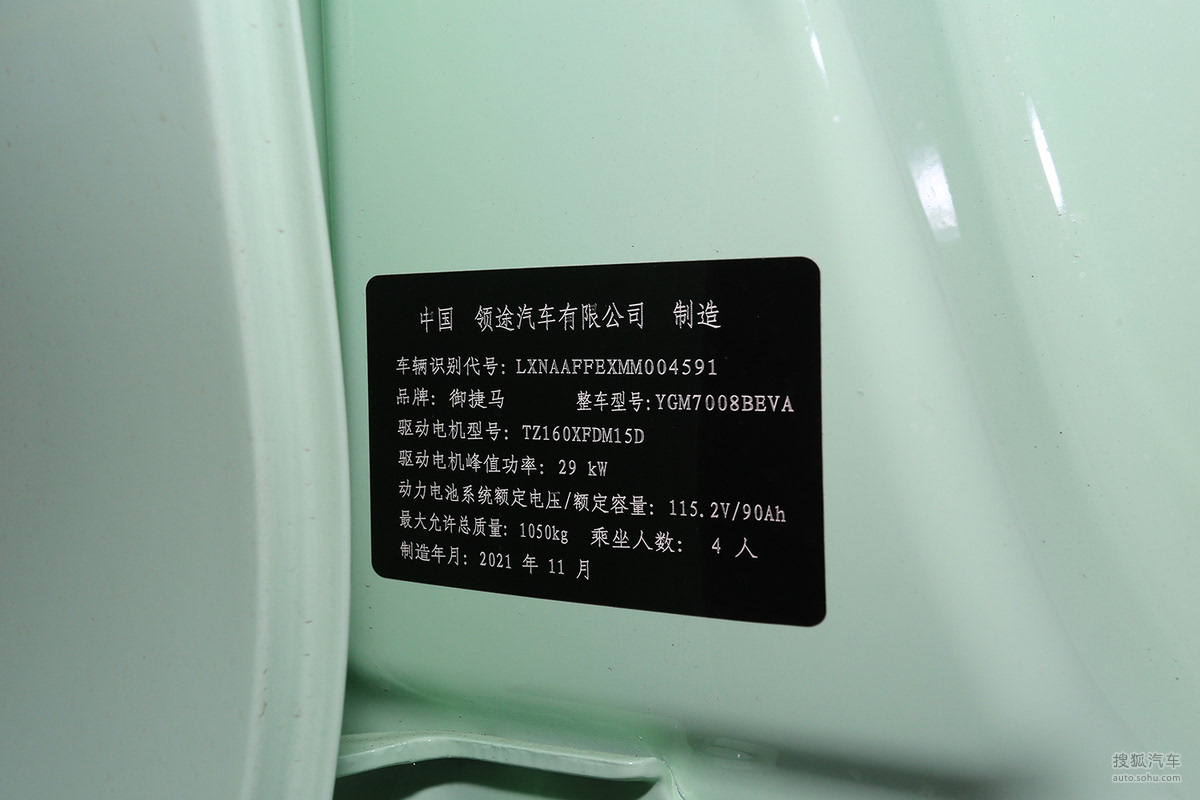 中国 领途汽车有限公司 制造
车辆识别代号: LXNAAFFEXMM004591
品牌: 御捷马 整车型号:YGM7008BEVA
驱动电机型号: TZ160XFDM15D
驱动电机峰值功率: 29 kW
动力电池系统额定电压/额定容量: 115.2V/90Ah
最大允许总质量: 1050kg 乘坐人数: 4 人
制造年月: 2021 年 11 月
搜狐汽车
auto.sohu.com